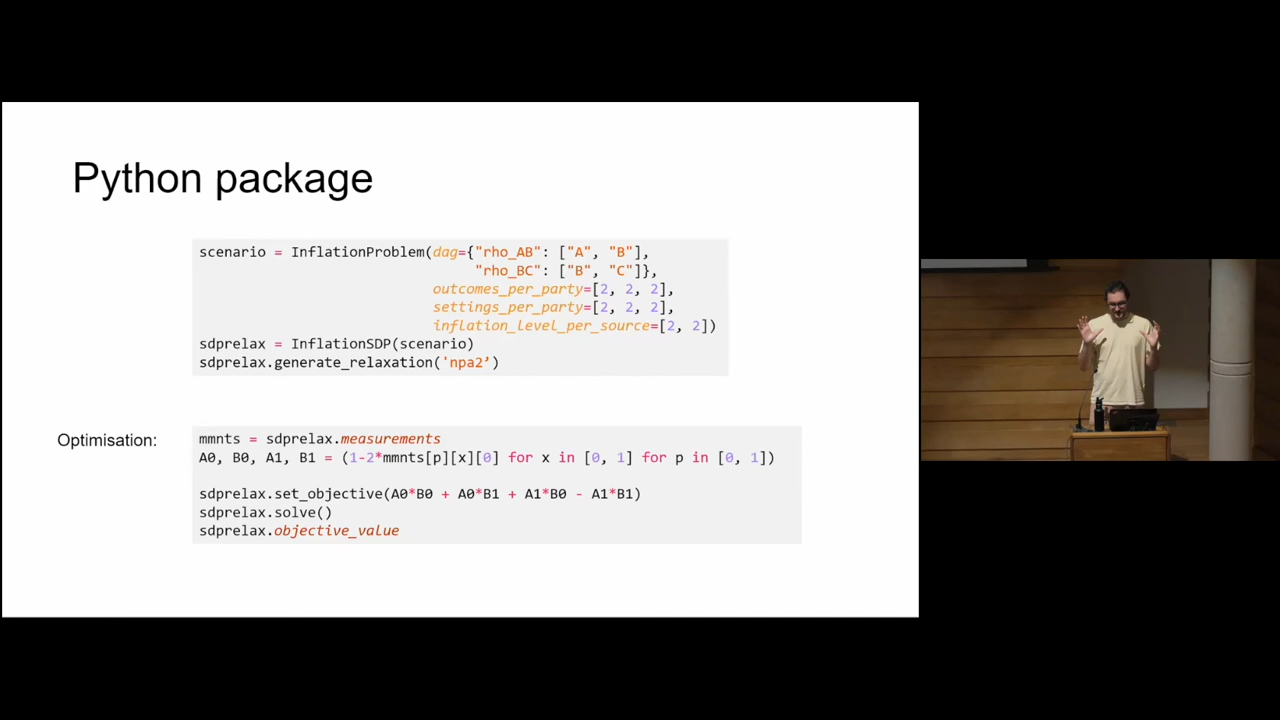 Python package
scenario = InflationProblem(dag={"rho_AB": ["A", "B"],
"rho_BC": ["B", "C"]},
outcomes_per_party=[2, 2, 2],
settings_per_party=[2, 2, 2],
inflation_level_per_source=[2, 2])
sdprelax = InflationSDP(scenario)
sdprelax.generate_relaxation('npa2’)
Optimisation:
mmnts = sdprelax.measurements
A0, B0, A1, B1 = (1-2*mmnts[p][x][0] for x in [0, 1] for p in [0, 1])
sdprelax.set_objective(A0*B0 + A0*B1 + A1*B0 - A1*B1)
sdprelax.solve()
sdprelax.objective_value